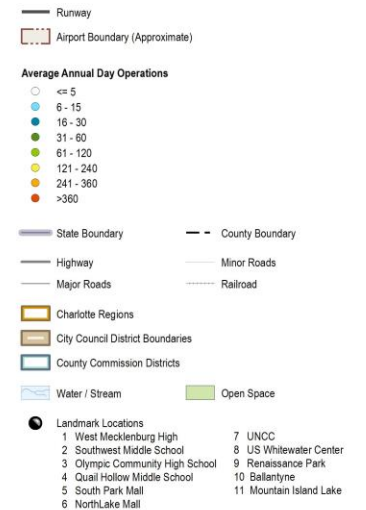 Runway
Airport Boundary (Approximate)
Average Annual Day Operations
<= 5
6 - 15
16 - 30
31 - 60
61 - 120
121 - 240
241 - 360
>360
State Boundary
County Boundary
Highway
Minor Roads
Major Roads
Railroad
Charlotte Regions
City Council District Boundaries
County Commission Districts
Water / Stream
Open Space
Landmark Locations
1 West Mecklenburg High
2 Southwest Middle School
3 Olympic Community High School
4 Quail Hollow Middle School
5 South Park Mall
6 NorthLake Mall
7 UNCC
8 US Whitewater Center
9 Renaissance Park
10 Ballantyne
11 Mountain Island Lake